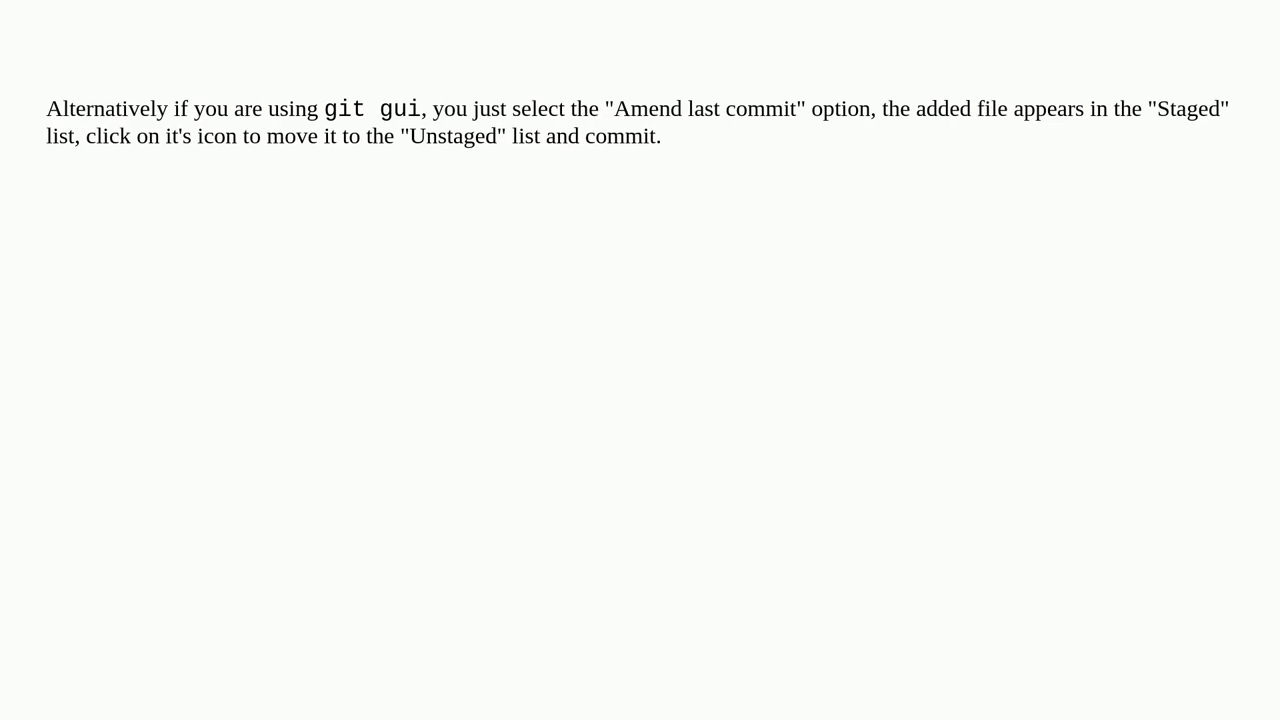 Alternatively if you are using git gui, you just select the "Amend last commit" option, the added file appears in the "Staged"
list, click on it's icon to move it to the "Unstaged" list and commit.